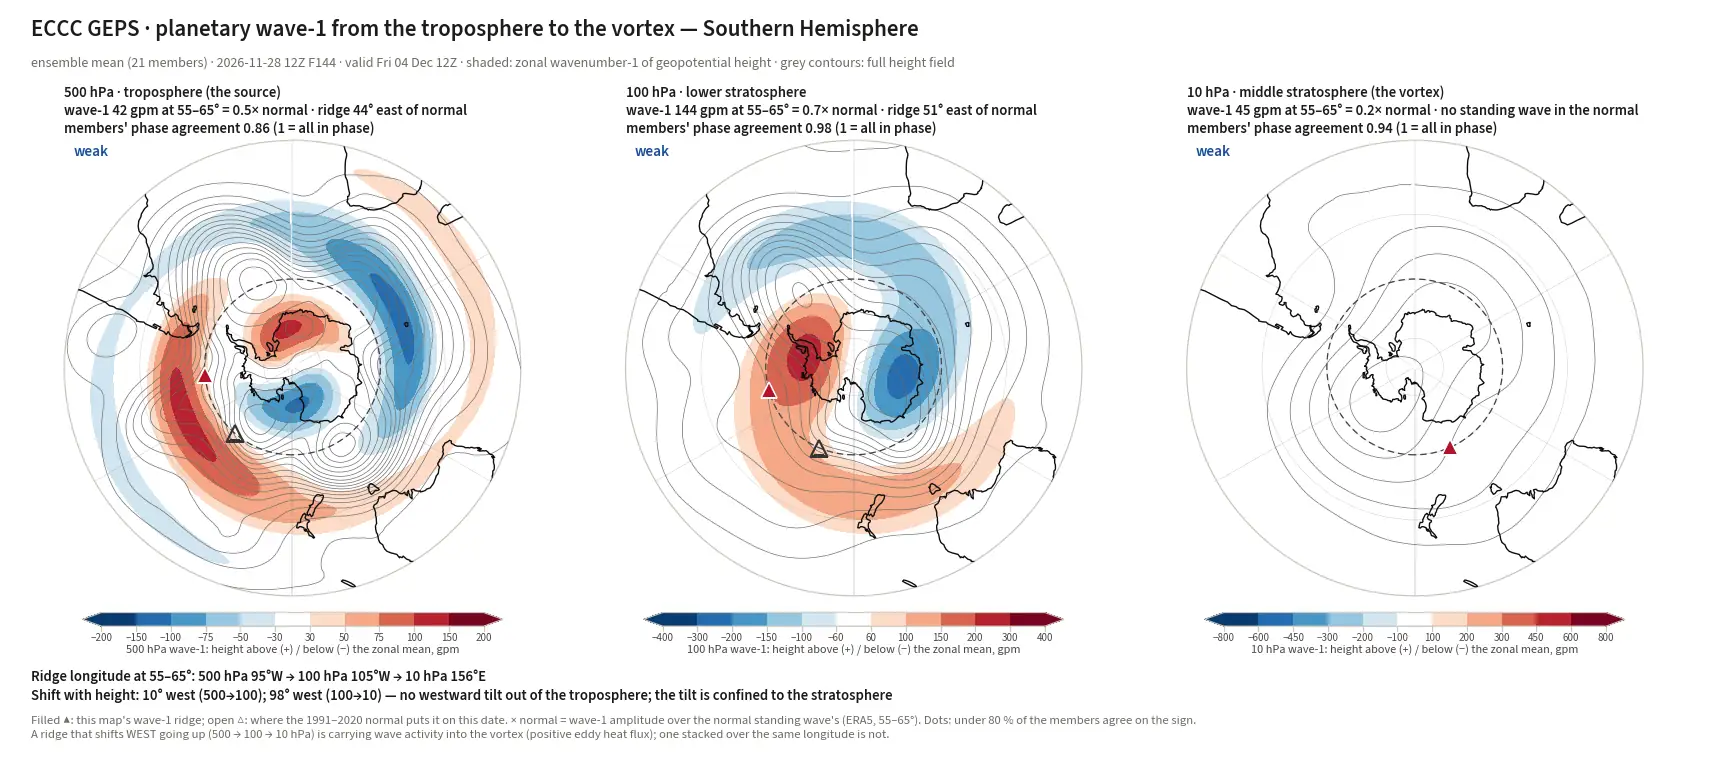 ECCC GEPS · planetary wave-1 from the troposphere to the vortex — Southern Hemisphere
ensemble mean (21 members) · 2026-11-28 12Z F144 · valid Fri 04 Dec 12Z · shaded: zonal wavenumber-1 of geopotential height · grey contours: full height field
500 hPa · troposphere (the source)
wave-1 42 gpm at 55–65° = 0.5× normal · ridge 44° east of normal
members' phase agreement 0.86 (1 = all in phase)
weak
100 hPa · lower stratosphere
wave-1 144 gpm at 55–65° = 0.7× normal · ridge 51° east of normal
members' phase agreement 0.98 (1 = all in phase)
weak
10 hPa · middle stratosphere (the vortex)
wave-1 45 gpm at 55–65° = 0.2× normal · no standing wave in the normal
members' phase agreement 0.94 (1 = all in phase)
weak
−200 −150 −100 −75 −50 −30 30 50 75 100 150 200
500 hPa wave-1: height above (+) / below (−) the zonal mean, gpm
−400 −300 −200 −150 −100 −60 60 100 150 200 300 400
100 hPa wave-1: height above (+) / below (−) the zonal mean, gpm
−800 −600 −450 −300 −200 −100 100 200 300 450 600 800
10 hPa wave-1: height above (+) / below (−) the zonal mean, gpm
Ridge longitude at 55–65°: 500 hPa 95°W → 100 hPa 105°W → 10 hPa 156°E
Shift with height: 10° west (500→100); 98° west (100→10) — no westward tilt out of the troposphere; the tilt is confined to the stratosphere
Filled ▲: this map's wave-1 ridge; open △: where the 1991–2020 normal puts it on this date. × normal = wave-1 amplitude over the normal standing wave's (ERA5, 55–65°). Dots: under 80 % of the members agree on the sign.
A ridge that shifts WEST going up (500 → 100 → 10 hPa) is carrying wave activity into the vortex (positive eddy heat flux); one stacked over the same longitude is not.